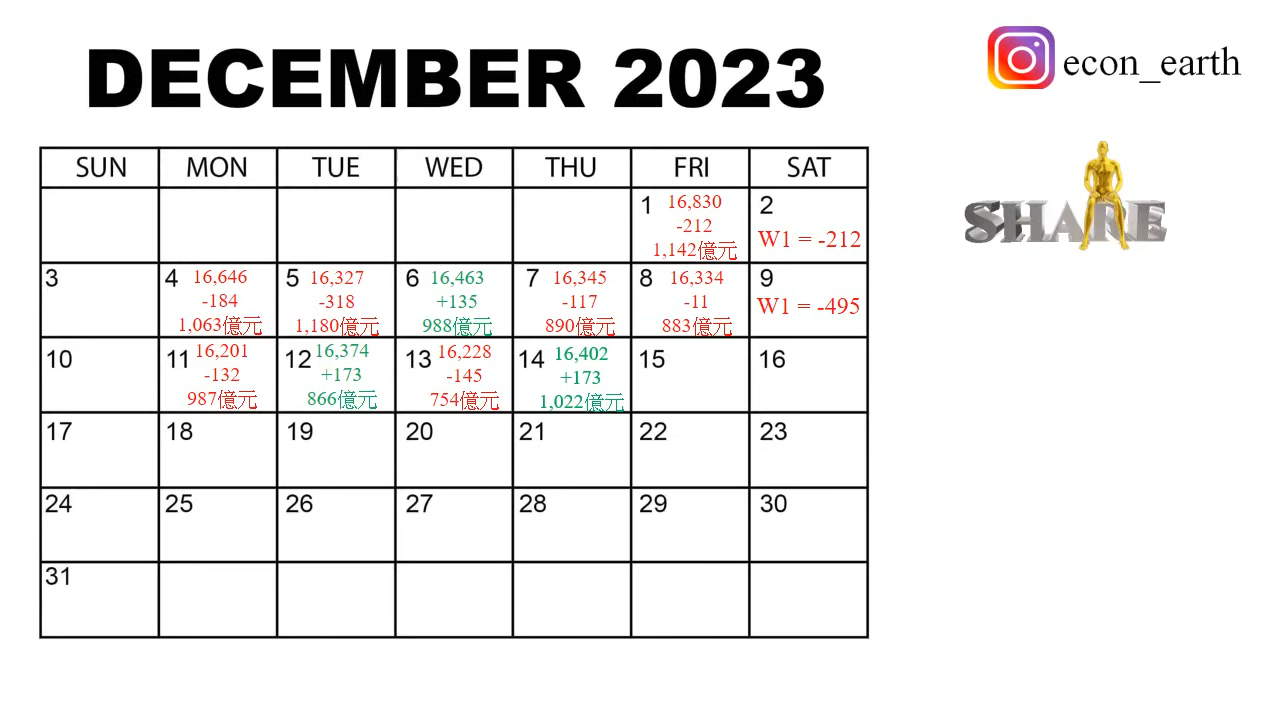 DECEMBER 2023
econ_earth
SHARE
SUN MON TUE WED THU FRI SAT
1 16,830
-212
1,142億元
2
W1 = -212
3
4 16,646
-184
1,063億元
5 16,327
-318
1,180億元
6 16,463
+135
988億元
7 16,345
-117
890億元
8 16,334
-11
883億元
9
W1 = -495
10
11 16,201
-132
987億元
12 16,374
+173
866億元
13 16,228
-145
754億元
14 16,402
+173
1,022億元
15
16
17 18 19 20 21 22 23
24 25 26 27 28 29 30
31